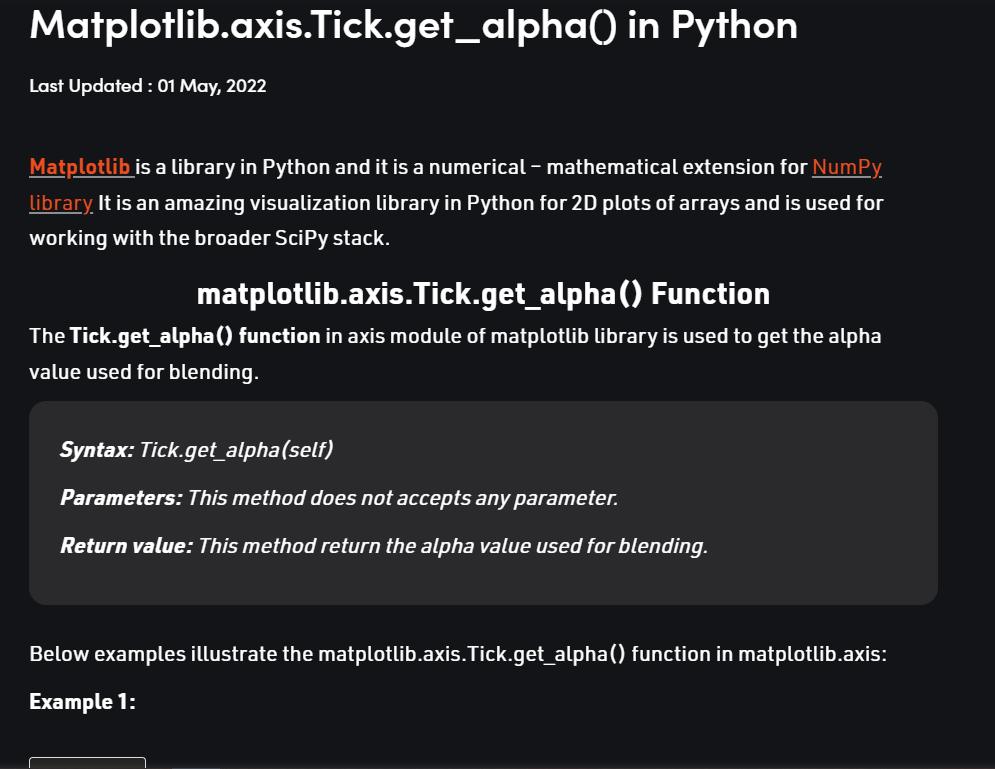 Matplotlib.axis.Tick.get_alpha() in Python
Last Updated : 01 May, 2022
Matplotlib is a library in Python and it is a numerical – mathematical extension for NumPy
library It is an amazing visualization library in Python for 2D plots of arrays and is used for
working with the broader SciPy stack.
matplotlib.axis.Tick.get_alpha() Function
The Tick.get_alpha() function in axis module of matplotlib library is used to get the alpha
value used for blending.
Syntax: Tick.get_alpha(self)
Parameters: This method does not accepts any parameter.
Return value: This method return the alpha value used for blending.
Below examples illustrate the matplotlib.axis.Tick.get_alpha() function in matplotlib.axis:
Example 1: